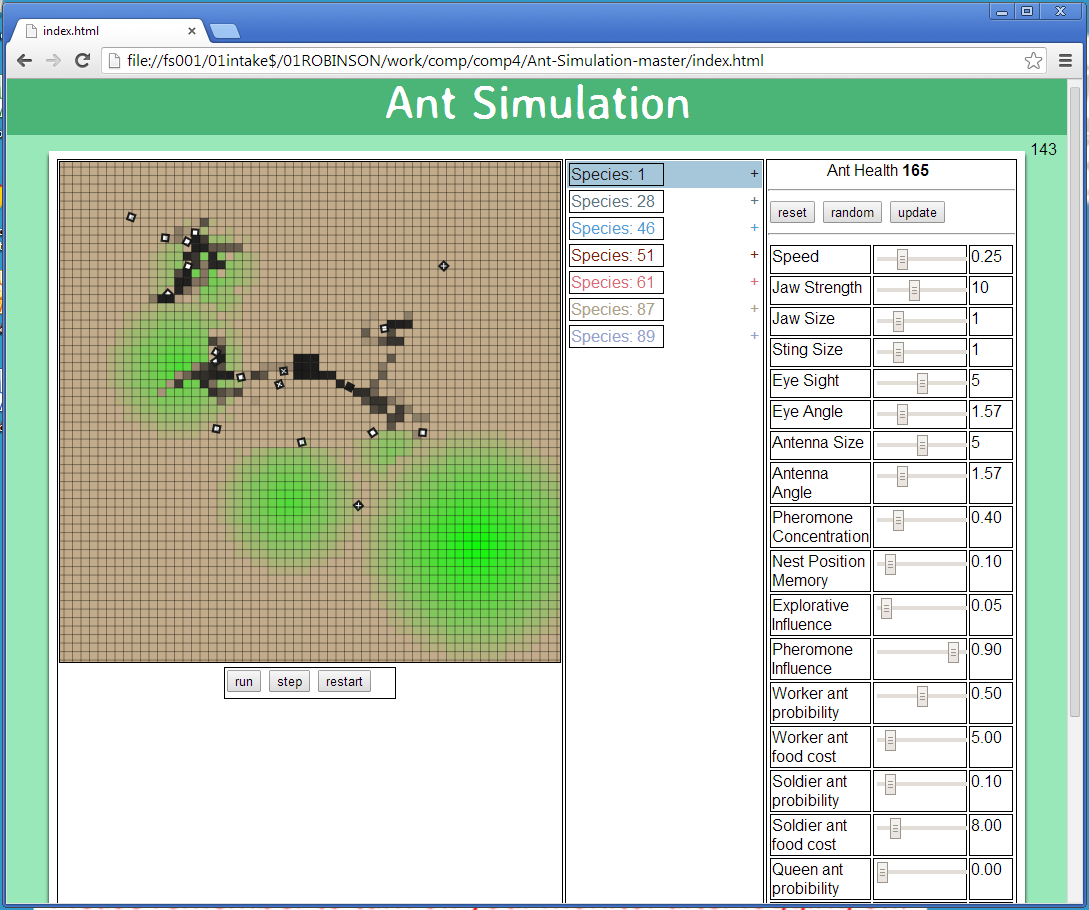 index.html
file://fs001/01intake$/01ROBINSON/work/comp/comp4/Ant-Simulation-master/index.html
Ant Simulation
143
Species: 1 +
Species: 28 +
Species: 46 +
Species: 51 +
Species: 61 +
Species: 87 +
Species: 89 +
run step restart
Ant Health 165
reset random update
Speed 0.25
Jaw Strength 10
Jaw Size 1
Sting Size 1
Eye Sight 5
Eye Angle 1.57
Antenna Size 5
Antenna 1.57
Angle
Pheromone 0.40
Concentration
Nest Position 0.10
Memory
Explorative 0.05
Influence
Pheromone 0.90
Influence
Worker ant 0.50
probibility
Worker ant 5.00
food cost
Soldier ant 0.10
probibility
Soldier ant 8.00
food cost
Queen ant 0.00
probibility